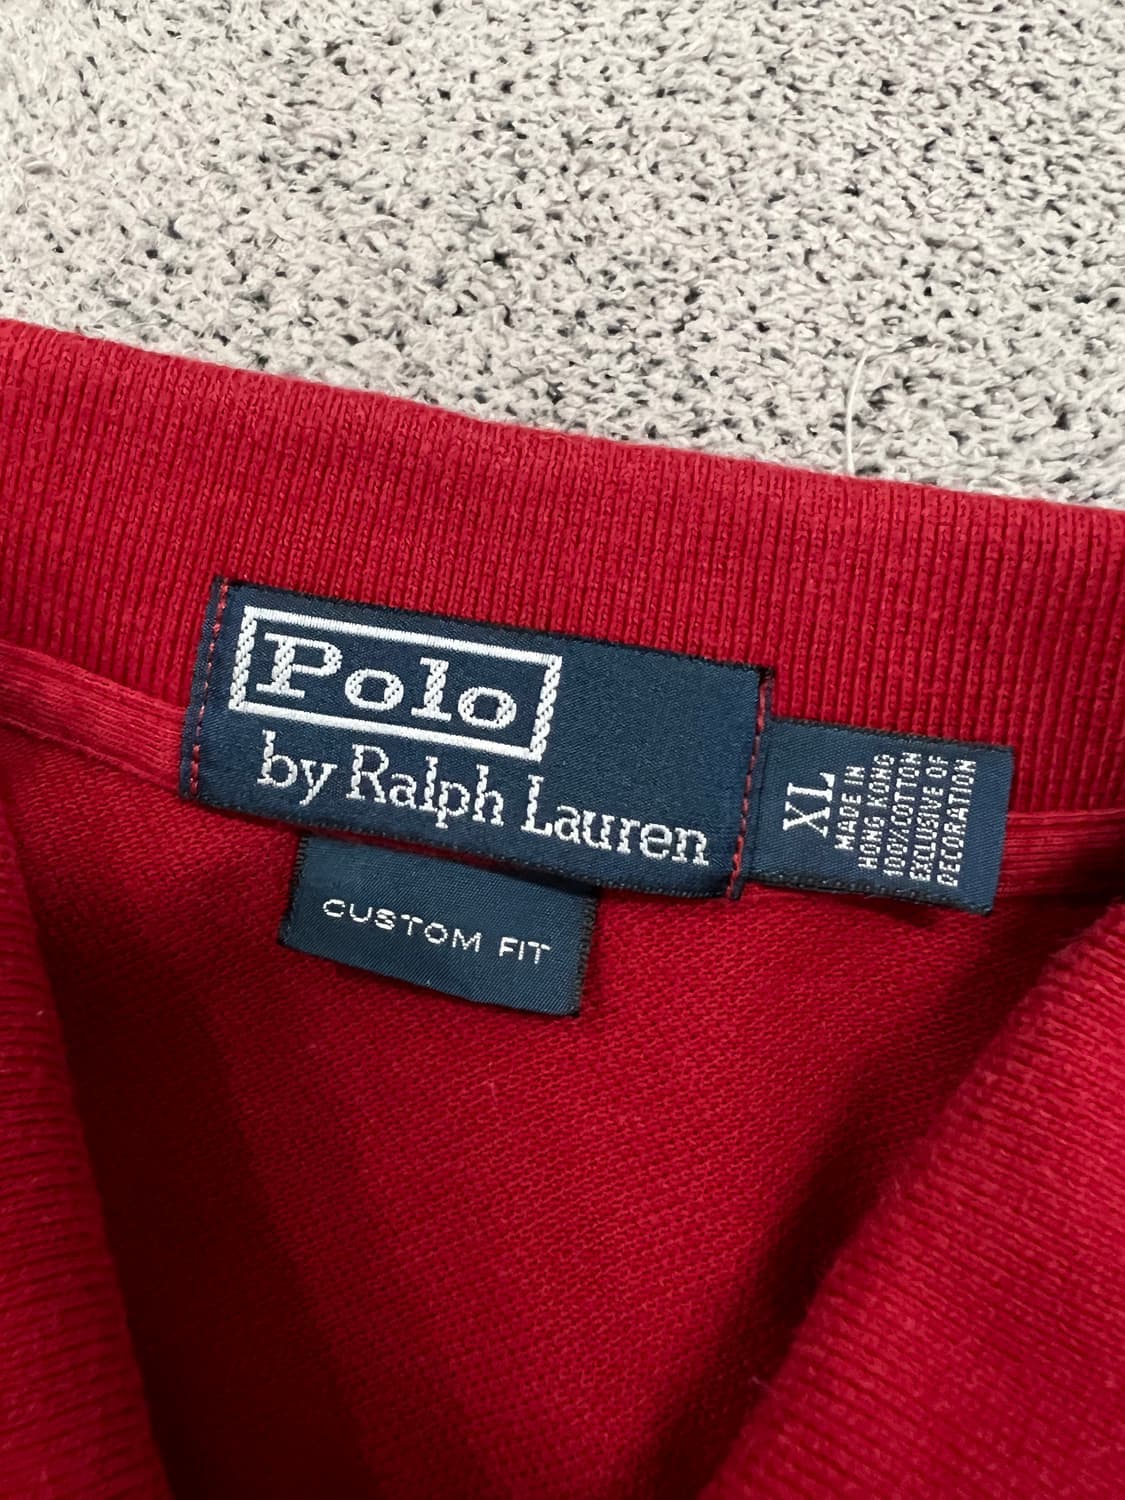 Polo
by Ralph Lauren
CUSTOM FIT
XL
MADE IN
HONG KONG
100% COTTON
EXCLUSIVE OF
DECORATION